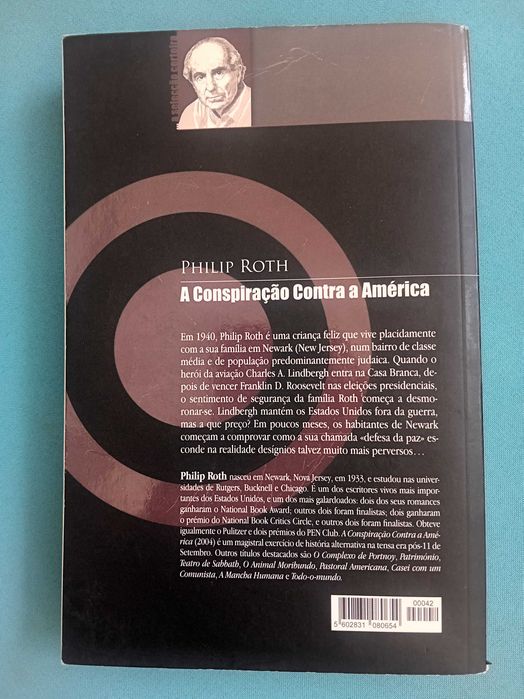 a selecção certeira
PHILIP ROTH
A Conspiração Contra a América
Em 1940, Philip Roth é uma criança feliz que vive placidamente
com a sua família em Newark (New Jersey), num bairro de classe
média e de população predominantemente judaica. Quando o
herói da aviação Charles A. Lindbergh entra na Casa Branca, de-
pois de vencer Franklin D. Roosevelt nas eleições presidenciais,
o sentimento de segurança da família Roth começa a desmo-
ronar-se. Lindbergh mantém os Estados Unidos fora da guerra,
mas a que preço? Em poucos meses, os habitantes de Newark
começam a comprovar como a sua chamada «defesa da paz» es-
conde na realidade desígnios talvez muito mais perversos…
Philip Roth nasceu em Newark, Nova Jersey, em 1933, e estudou nas univer-
sidades de Rutgers, Bucknell e Chicago. É um dos escritores vivos mais impor-
tantes dos Estados Unidos, e um dos mais galardoados: dois dos seus romances
ganharam o National Book Award; outros dois foram finalistas; dois ganharam
o prémio do National Book Critics Circle, e outros dois foram finalistas. Obteve
igualmente o Pulitzer e dois prémios do PEN Club. A Conspiração Contra a Amé-
rica (2004) é um magistral exercício de história alternativa na tensa era pós-11 de
Setembro. Outros títulos destacados são O Complexo de Portnoy, Património,
Teatro de Sabbath, O Animal Moribundo, Pastoral Americana, Casei com um
Comunista, A Mancha Humana e Todo-o-mundo.
00042
5 602831 080654